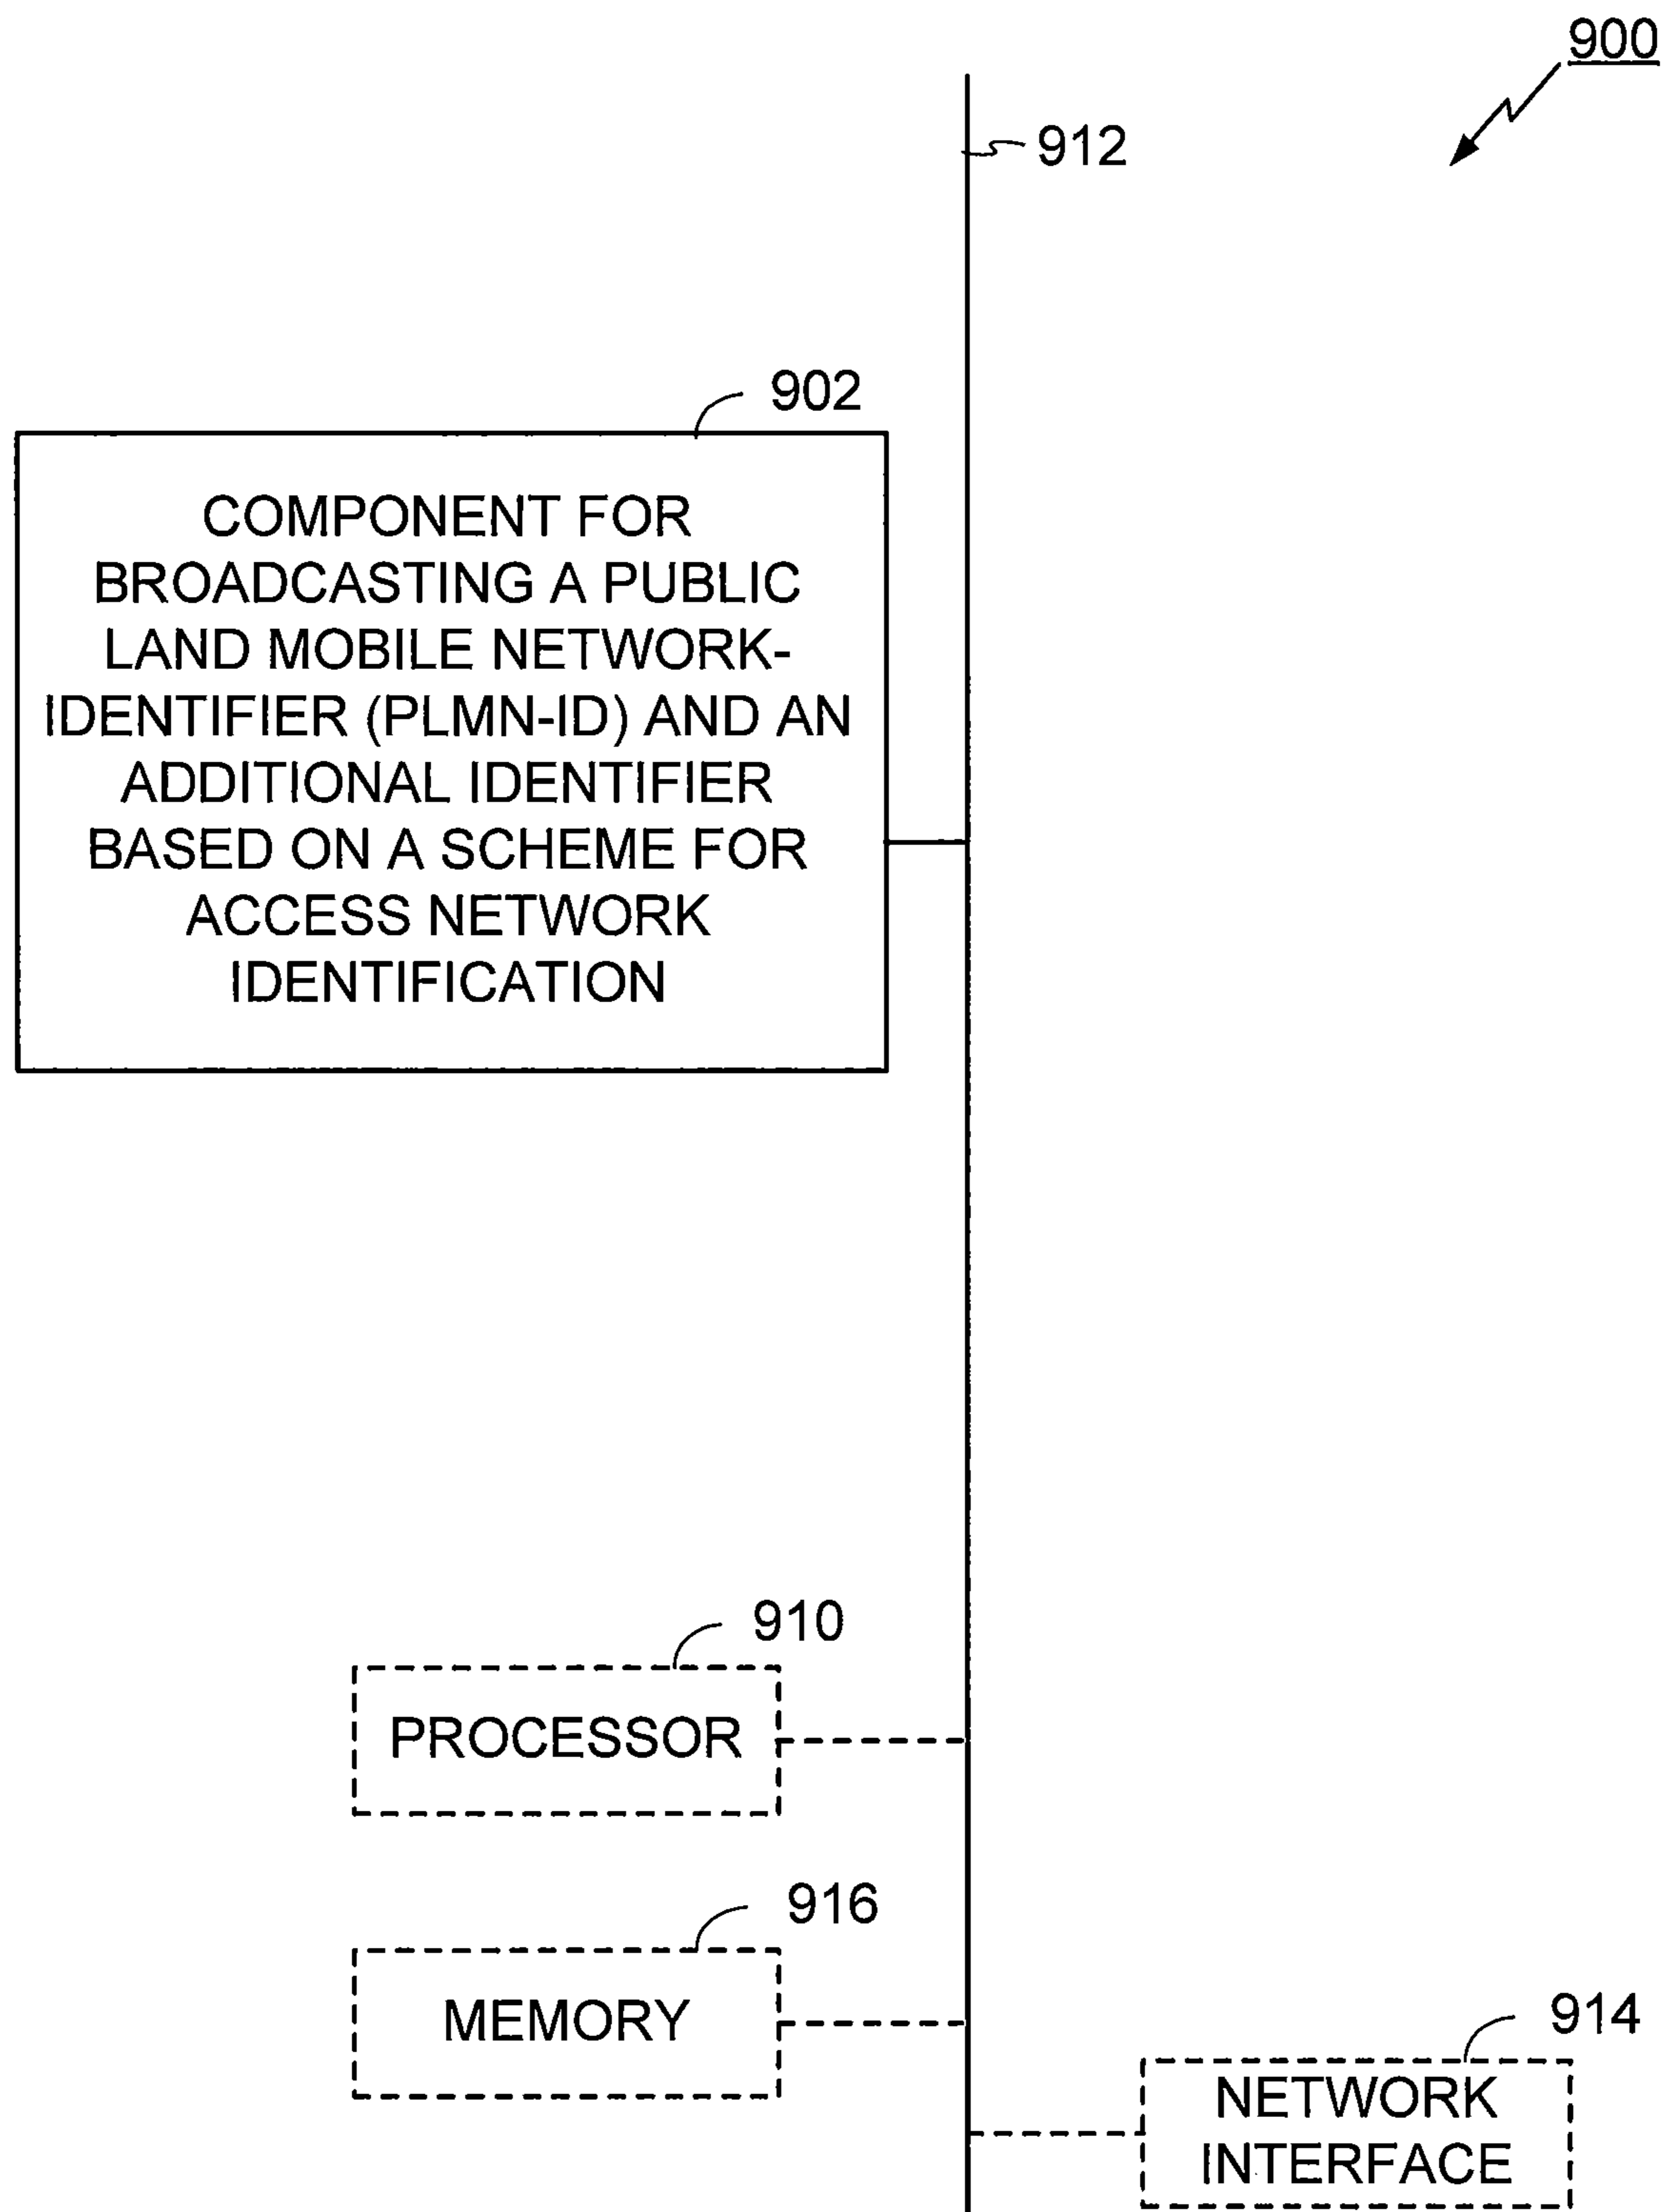 900
912
902
COMPONENT FOR
BROADCASTING A PUBLIC
LAND MOBILE NETWORK-
IDENTIFIER (PLMN-ID) AND AN
ADDITIONAL IDENTIFIER
BASED ON A SCHEME FOR
ACCESS NETWORK
IDENTIFICATION
910
PROCESSOR
916
MEMORY
914
NETWORK
INTERFACE